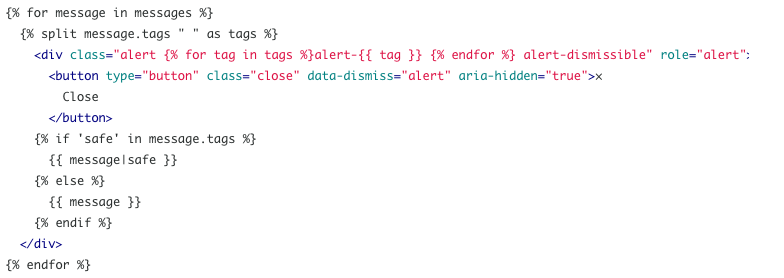 {% for message in messages %}
{% split message.tags " " as tags %}
<div class="alert {% for tag in tags %}alert-{{ tag }} {% endfor %} alert-dismissible" role="alert">
<button type="button" class="close" data-dismiss="alert" aria-hidden="true">×
Close
</button>
{% if 'safe' in message.tags %}
{{ message|safe }}
{% else %}
{{ message }}
{% endif %}
</div>
{% endfor %}